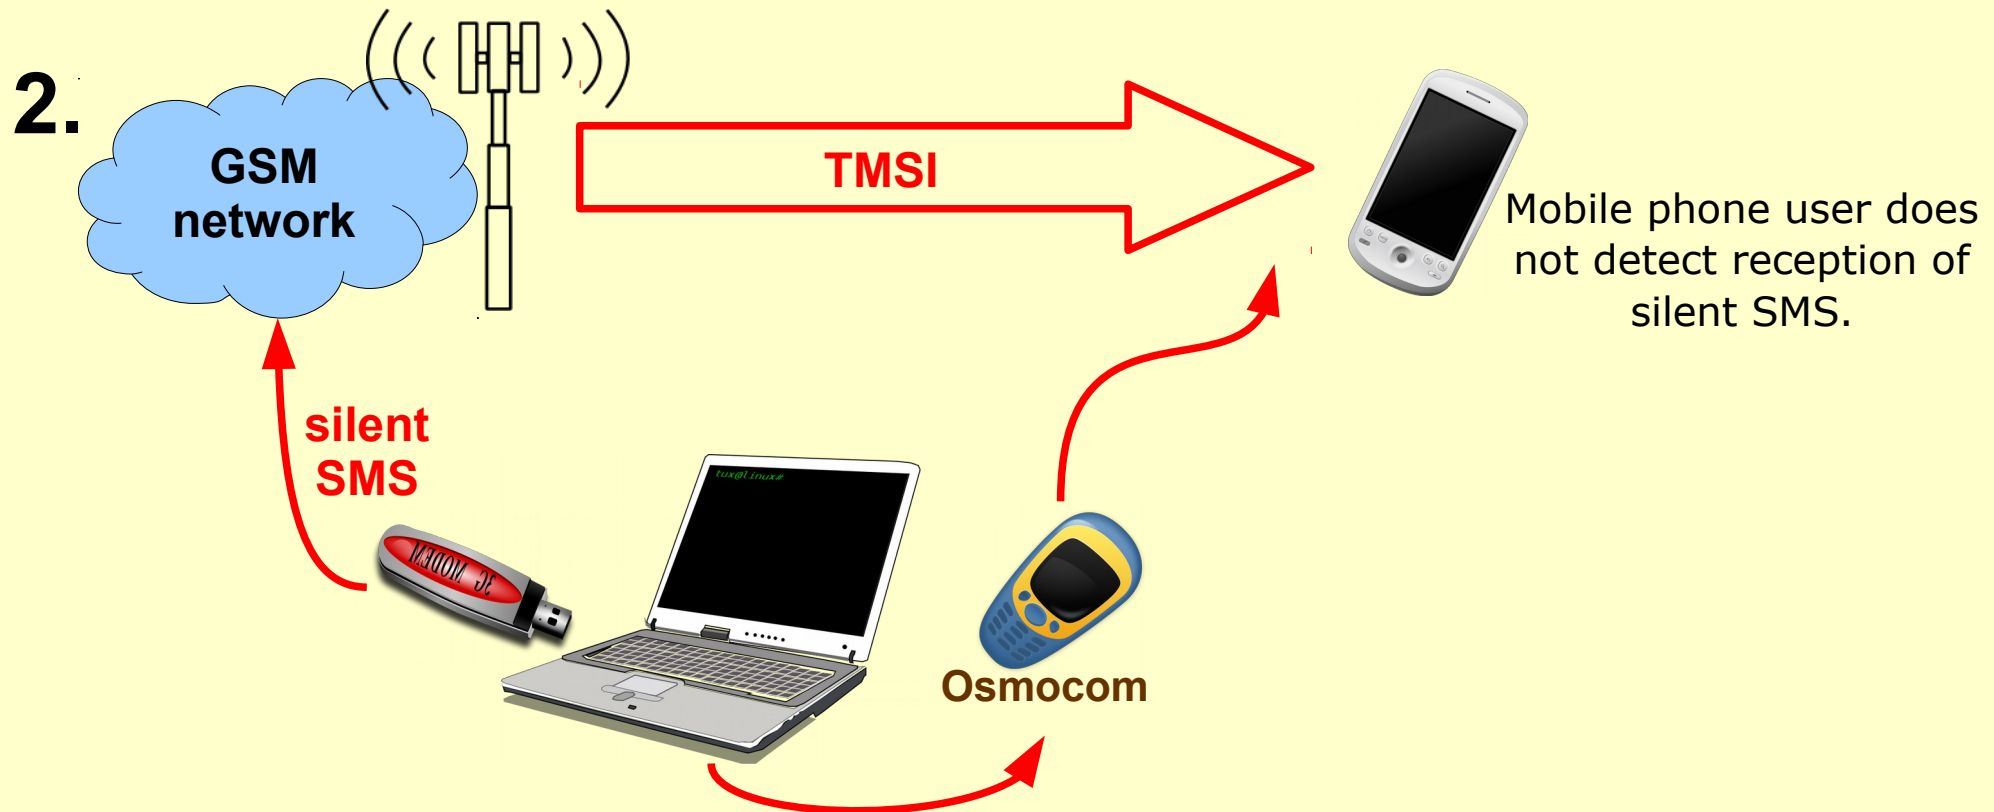 2.
GSM
network
TMSI
Mobile phone user does
not detect reception of
silent SMS.
silent
SMS
tux@linux#
3G MODEM
Osmocom